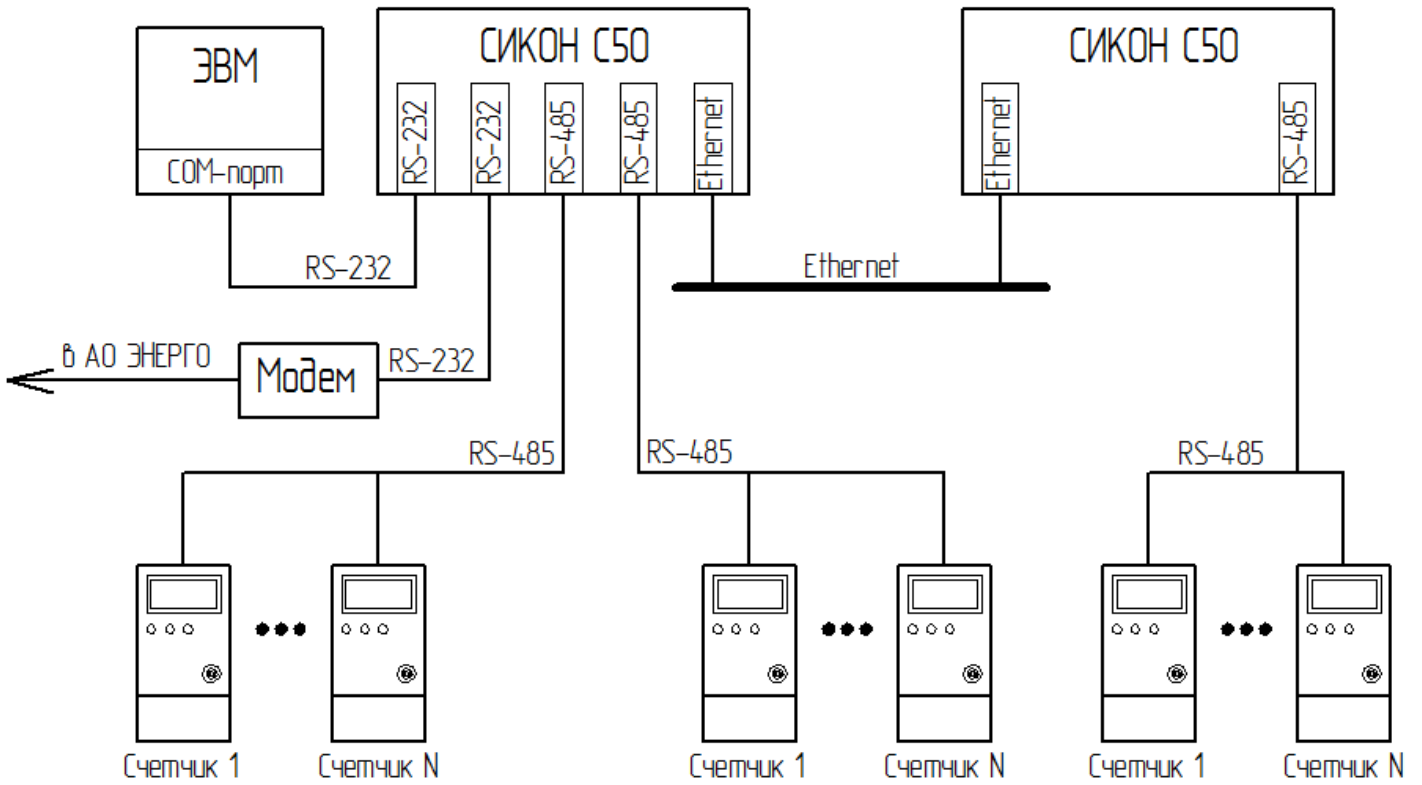 ЭВМ
COM-порт
СИКОН С50
RS-232
RS-232
RS-485
RS-485
Ethernet
СИКОН С50
Ethernet
RS-485
RS-232
Ethernet
в АО ЭНЕРГО
Модем
RS-232
RS-485
RS-485
RS-485
Счетчик 1
Счетчик N
Счетчик 1
Счетчик N
Счетчик 1
Счетчик N